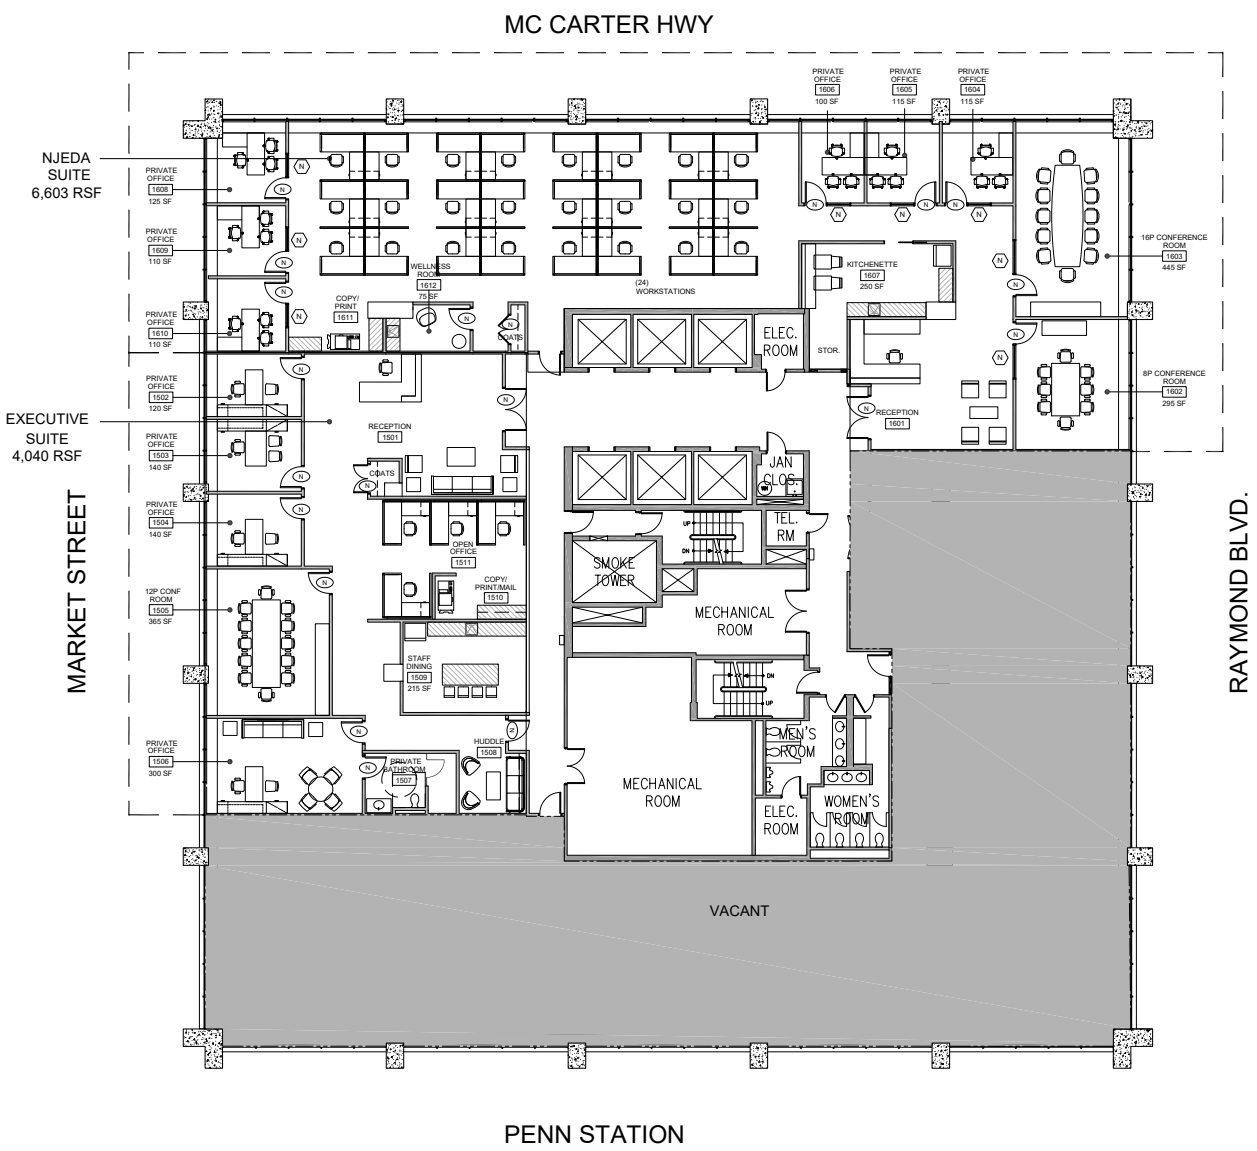 MC CARTER HWY
PRIVATE
OFFICE
1606
100 SF
PRIVATE
OFFICE
1605
115 SF
PRIVATE
OFFICE
1604
115 SF
NJEDA
SUITE
6,603 RSF
PRIVATE
OFFICE
1608
125 SF
N
N
N
N
N
N
N
N
PRIVATE
OFFICE
1609
110 SF
N
N
16P CONFERENCE
ROOM
1603
445 SF
N
N
WELLNESS
ROOM
1612
75 SF
KITCHENETTE
1607
250 SF
(24)
WORKSTATIONS
N
N
COPY/
PRINT
1611
PRIVATE
OFFICE
1610
110 SF
N
N
N
COATS
ELEC.
ROOM
STOR.
N
N
8P CONFERENCE
ROOM
1602
295 SF
PRIVATE
OFFICE
1502
120 SF
N
N
N
RECEPTION
1601
EXECUTIVE
SUITE
4,040 RSF
RECEPTION
1501
PRIVATE
OFFICE
1503
140 SF
N
COATS
N
JAN
CLOS.
WH
PRIVATE
OFFICE
1504
140 SF
N
UP
DN
TEL.
RM
OPEN
OFFICE
1511
SMOKE
TOWER
COPY/
PRINT/MAIL
1510
N
12P CONF
ROOM
1505
365 SF
MECHANICAL
ROOM
MARKET STREET
RAYMOND BLVD.
STAFF
DINING
1509
215 SF
DN
UP
PRIVATE
OFFICE
1506
300 SF
N
N
HUDDLE
1508
N
PRIVATE
BATHROOM
1507
MEN'S
ROOM
MECHANICAL
ROOM
ELEC.
ROOM
WOMEN'S
ROOM
VACANT
PENN STATION